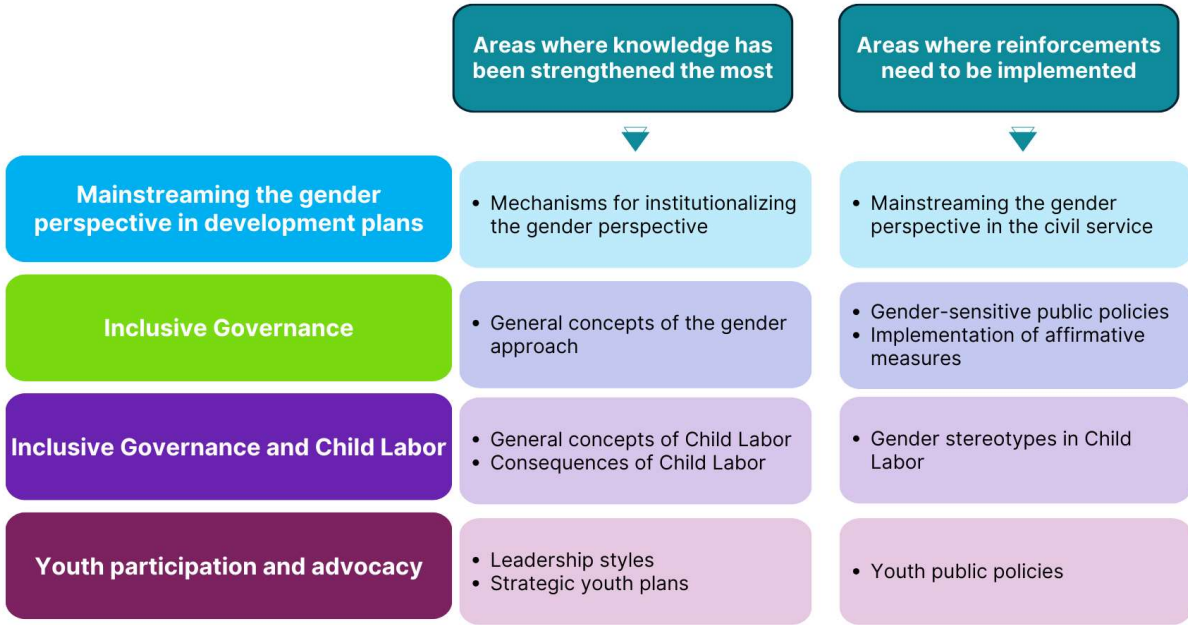 Areas where knowledge has
been strengthened the most
Areas where reinforcements
need to be implemented
Mainstreaming the gender
perspective in development plans
• Mechanisms for institutionalizing
the gender perspective
• Mainstreaming the gender
perspective in the civil service
Inclusive Governance
• General concepts of the gender
approach
• Gender-sensitive public policies
• Implementation of affirmative
measures
Inclusive Governance and Child Labor
• General concepts of Child Labor
• Consequences of Child Labor
• Gender stereotypes in Child
Labor
Youth participation and advocacy
• Leadership styles
• Strategic youth plans
• Youth public policies